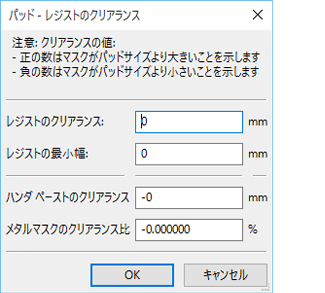 パッド - レジストのクリアランス
注意: クリアランスの値:
- 正の数はマスクがパッドサイズより大きいことを示します
- 負の数はマスクがパッドサイズより小さいことを示します
レジストのクリアランス: 0 mm
レジストの最小幅: 0 mm
ハンダ ペーストのクリアランス -0 mm
メタルマスクのクリアランス比 -0.000000 %
OK キャンセル